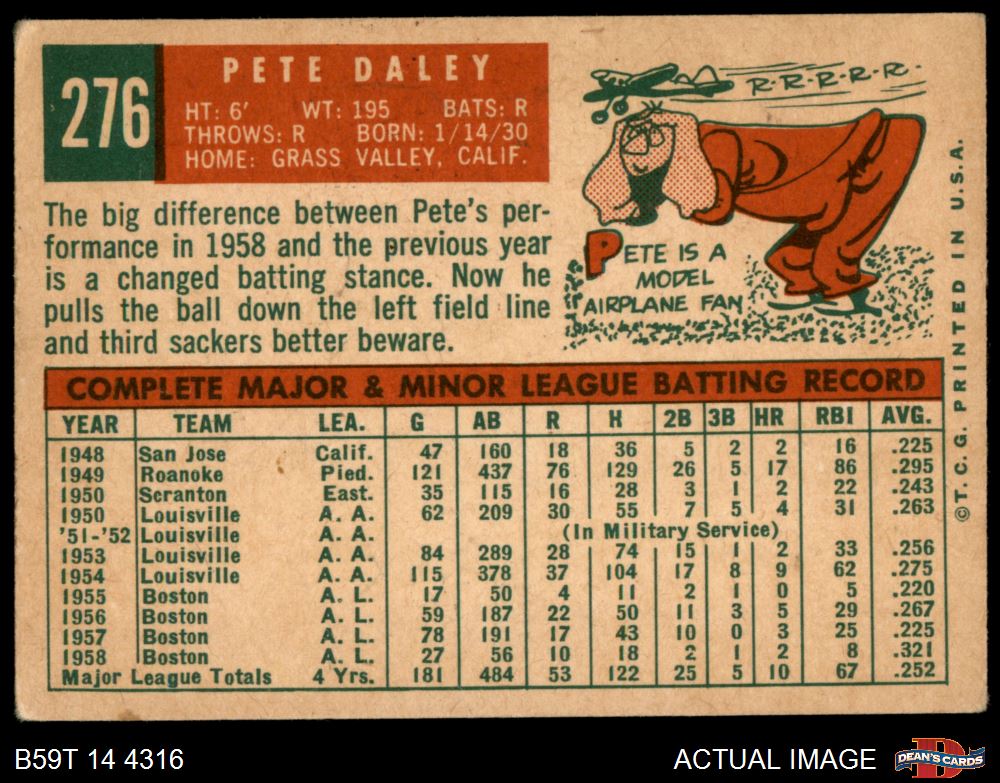 276
PETE DALEY
HT: 6' WT: 195 BATS: R
THROWS: R BORN: 1/14/30
HOME: GRASS VALLEY, CALIF.
R-R-R-R-R-
The big difference between Pete's per-
formance in 1958 and the previous year
is a changed batting stance. Now he
pulls the ball down the left field line
and third sackers better beware.
PETE IS A
MODEL
AIRPLANE FAN
COMPLETE MAJOR & MINOR LEAGUE BATTING RECORD
YEAR TEAM LEA. G AB R H 2B 3B HR RBI AVG.
1948 San Jose Calif. 47 160 18 36 5 2 2 16 .225
1949 Roanoke Pied. 121 437 76 129 26 5 17 86 .295
1950 Scranton East. 35 115 16 28 3 1 2 22 .243
1950 Louisville A. A. 62 209 30 55 7 5 4 31 .263
'51-'52 Louisville A. A. (In Military Service)
1953 Louisville A. A. 84 289 28 74 15 1 2 33 .256
1954 Louisville A. A. 115 378 37 104 17 8 9 62 .275
1955 Boston A. L. 17 50 4 11 2 1 0 5 .220
1956 Boston A. L. 59 187 22 50 11 3 5 29 .267
1957 Boston A. L. 78 191 17 43 10 0 3 25 .225
1958 Boston A. L. 27 56 10 18 2 1 2 8 .321
Major League Totals 4 Yrs. 181 484 53 122 25 5 10 67 .252
©T. C. G. PRINTED IN U.S.A.
B59T 14 4316
ACTUAL IMAGE
D
DEAN'S CARDS